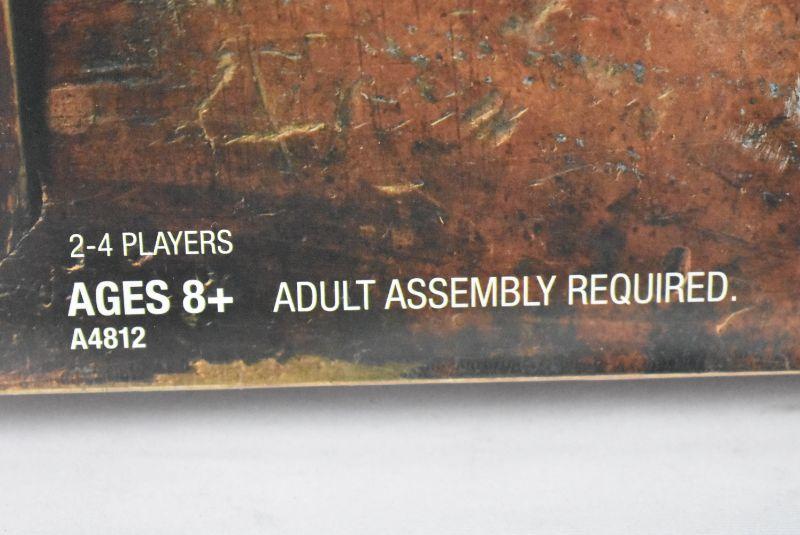 2-4 PLAYERS
AGES 8+ ADULT ASSEMBLY REQUIRED.
A4812